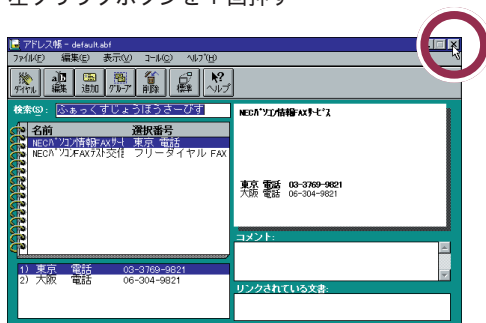 左クリックボタンを1回押す
アドレス帳 - default.abf
ファイル(F) 編集(E) 表示(V) コール(C) ヘルプ(H)
ダイヤル 編集 追加 グループ 削除 標準 ヘルプ
検索(S): ふぁっくすじょうほうさーびす
名前 選択番号
NECパソコン情報FAXサート 東京 電話
NECパソコンFAXテスト交信 フリーダイヤル FAX
1) 東京 電話 03-3769-9821
2) 大阪 電話 06-304-9821
NECパソコン情報FAXサービス
東京 電話 03-3769-9821
大阪 電話 06-304-9821
コメント:
リンクされている文書: